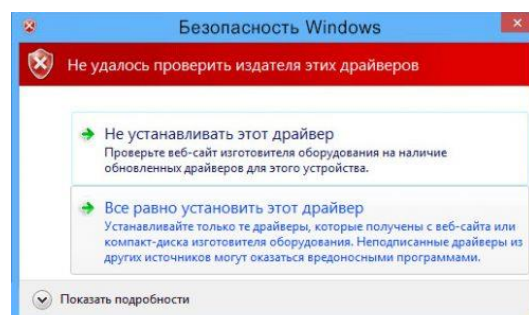 Безопасность Windows
Не удалось проверить издателя этих драйверов
Не устанавливать этот драйвер
Проверьте веб-сайт изготовителя оборудования на наличие
обновленных драйверов для этого устройства.
Все равно установить этот драйвер
Устанавливайте только те драйверы, которые получены с веб-сайта или
компакт-диска изготовителя оборудования. Неподписанные драйверы из
других источников могут оказаться вредоносными программами.
Показать подробности